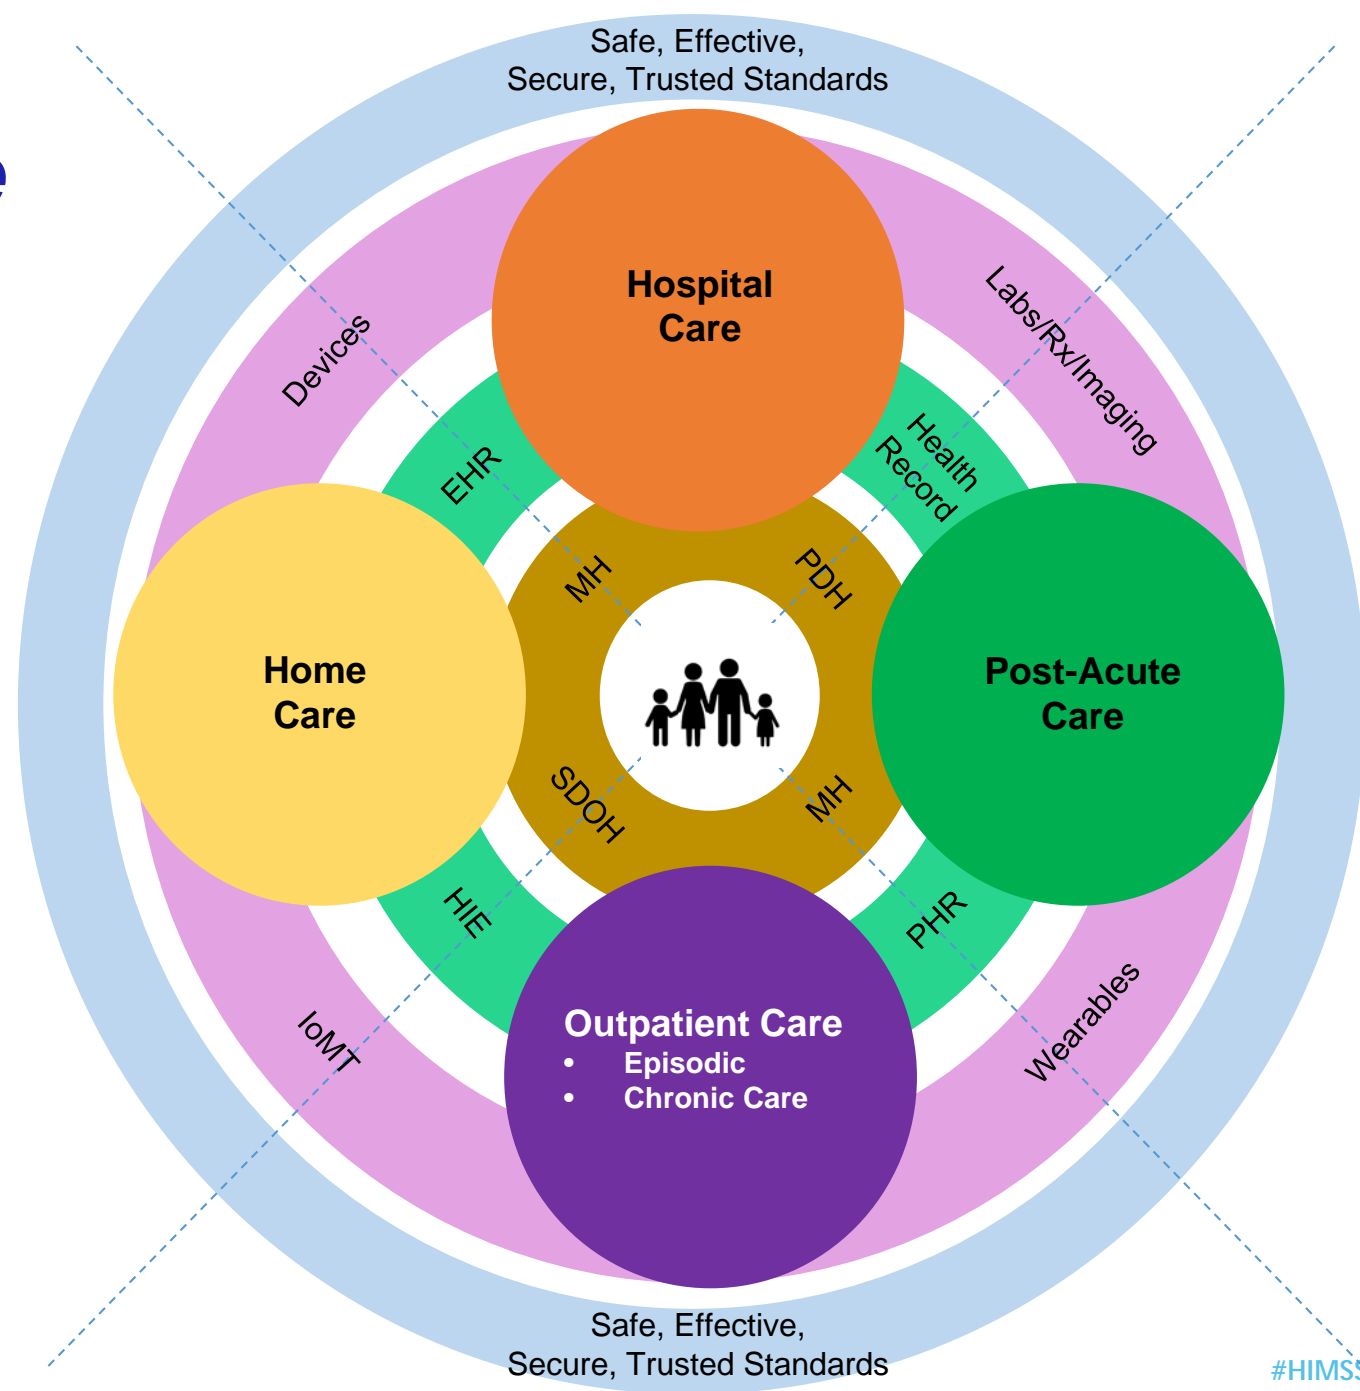 Safe, Effective,
Secure, Trusted Standards
Hospital
Care
Devices
Labs/Rx/Imaging
EHR
Health
Record
MH
PDH
Home
Care
Post-Acute
Care
SDOH
MH
HIE
PHR
IoMT
Wearables
Outpatient Care
• Episodic
• Chronic Care
Safe, Effective,
Secure, Trusted Standards